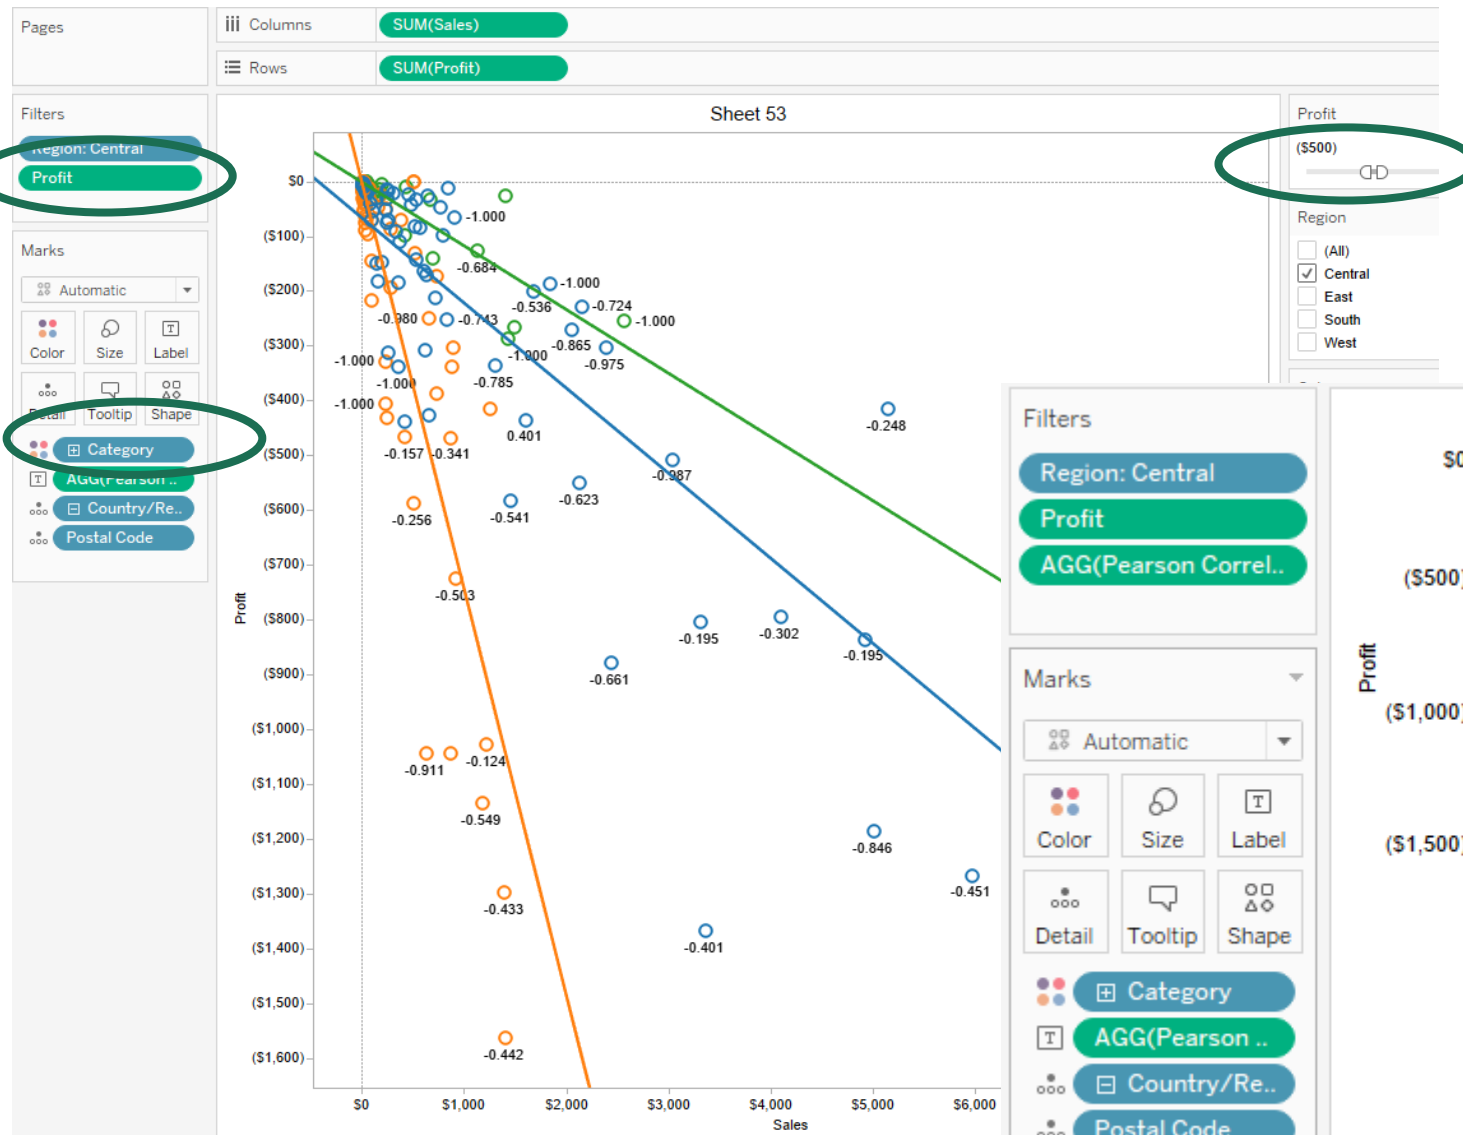 Pages
Columns
SUM(Sales)
Rows
SUM(Profit)
Filters
Region: Central
Profit
Marks
Automatic
Color
Size
Label
Detail
Tooltip
Shape
Category
AGG(Pearson ..
Country/Re..
Postal Code
Sheet 53
Profit
$0
($100)
($200)
($300)
($400)
($500)
($600)
($700)
($800)
($900)
($1,000)
($1,100)
($1,200)
($1,300)
($1,400)
($1,500)
($1,600)
-1.000
-0.684
-1.000
-0.536
-0.724
-1.000
-0.980
-0.743
-0.865
-1.000
-0.975
-1.000
-1.000
-0.785
-1.000
-0.248
0.401
-0.157
-0.341
-0.987
-0.623
-0.256
-0.541
-0.503
-0.195
-0.302
-0.195
-0.661
-0.911
-0.124
-0.549
-0.846
-0.451
-0.433
-0.401
-0.442
$0
$1,000
$2,000
$3,000
$4,000
$5,000
$6,000
Sales
Profit
($500)
Region
(All)
Central
East
South
West
Filters
Region: Central
Profit
AGG(Pearson Correl..
Marks
Automatic
Color
Size
Label
Detail
Tooltip
Shape
Category
AGG(Pearson ..
Country/Re..
Postal Code
Profit
$0
($500)
($1,000)
($1,500)